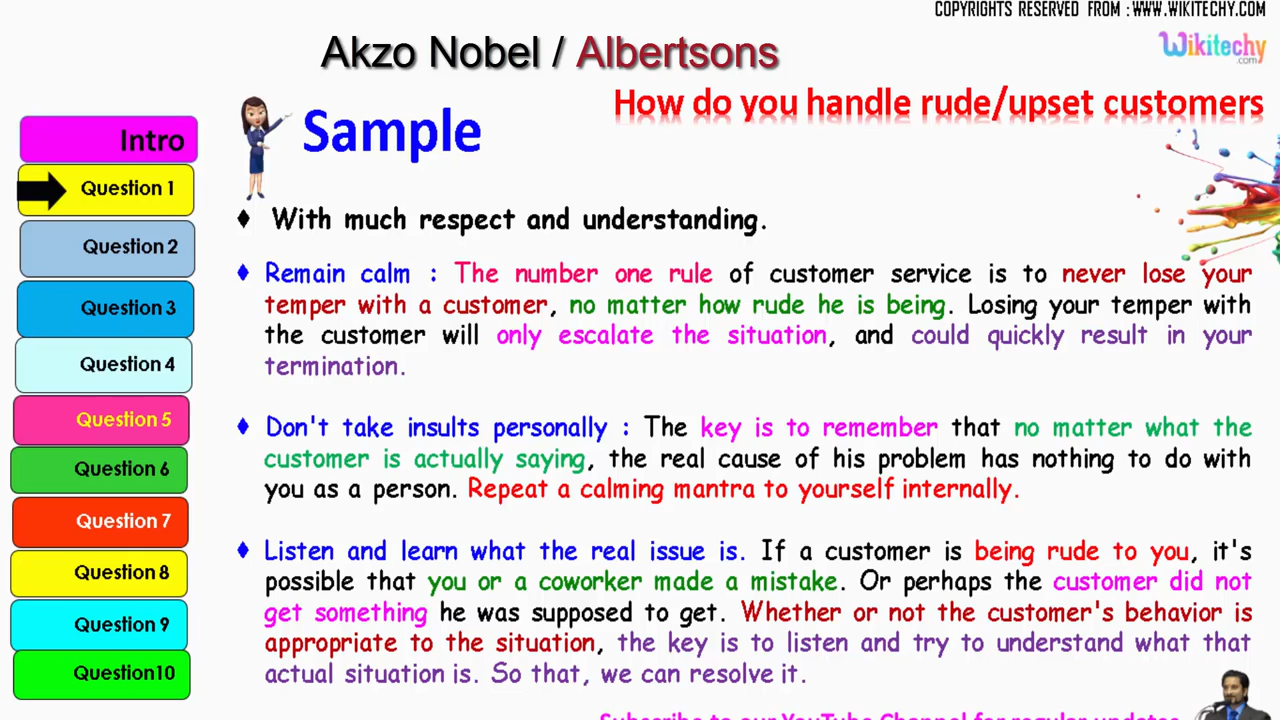 COPYRIGHTS RESERVED FROM : WWW.WIKITECHY.COM
Akzo Nobel / Albertsons
Wikitechy
.com
How do you handle rude/upset customers
Sample
Intro
Question 1
Question 2
Question 3
Question 4
Question 5
Question 6
Question 7
Question 8
Question 9
Question10
With much respect and understanding.
Remain calm : The number one rule of customer service is to never lose your
temper with a customer, no matter how rude he is being. Losing your temper with
the customer will only escalate the situation, and could quickly result in your
termination.
Don't take insults personally : The key is to remember that no matter what the
customer is actually saying, the real cause of his problem has nothing to do with
you as a person. Repeat a calming mantra to yourself internally.
Listen and learn what the real issue is. If a customer is being rude to you, it's
possible that you or a coworker made a mistake. Or perhaps the customer did not
get something he was supposed to get. Whether or not the customer's behavior is
appropriate to the situation, the key is to listen and try to understand what that
actual situation is. So that, we can resolve it.
Subscribe to our YouTube Channel for regular updates